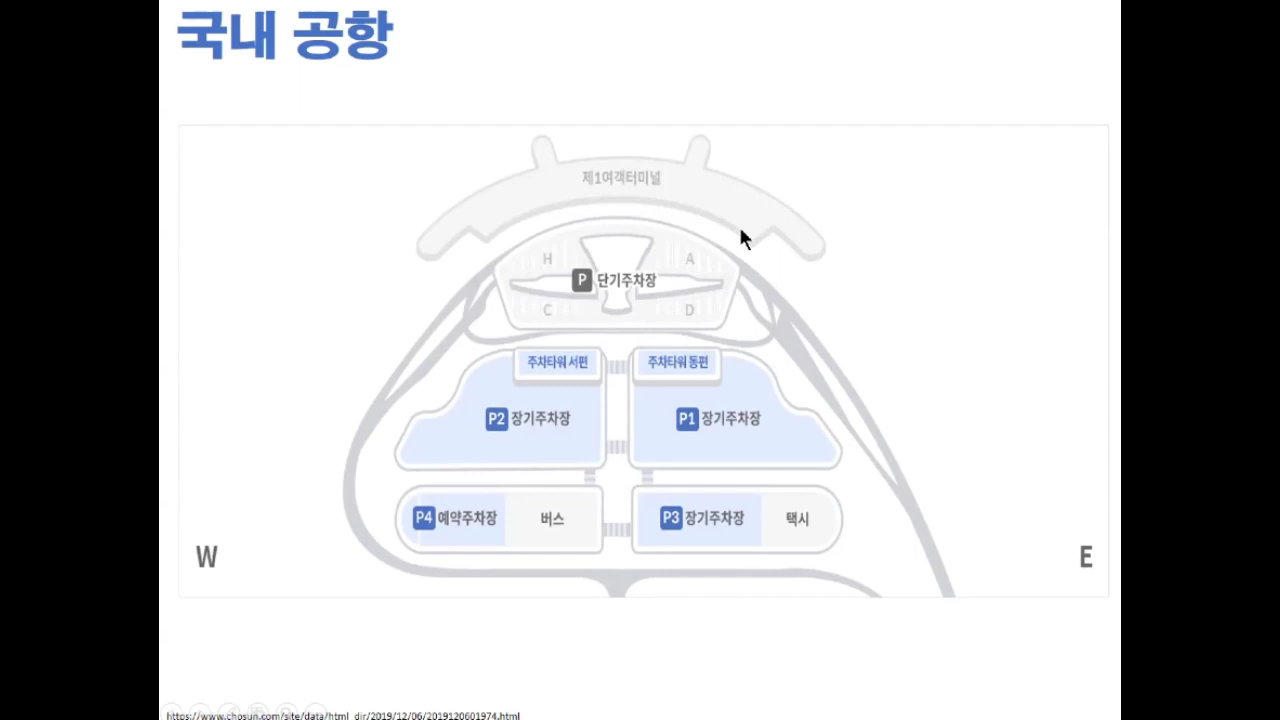 국내 공항
제1여객터미널
H
A
P 단기주차장
C
D
주차타워 서편
주차타워 동편
P2 장기주차장
P1 장기주차장
P4 예약주차장
버스
P3 장기주차장
택시
W
E
https://www.chosun.com/site/data/html_dir/2019/12/06/2019120601974.html